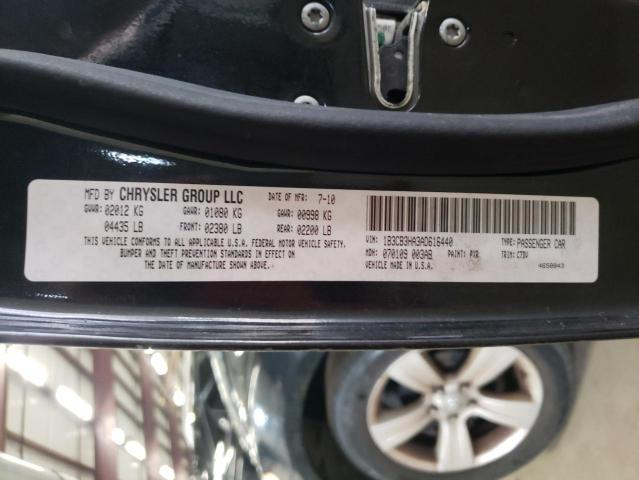 MFD BY CHRYSLER GROUP LLC DATE OF MFR: 7-10
GVWR: 02012 KG GAWR: 01080 KG GAWR: 00998 KG
04435 LB FRONT: 02380 LB REAR: 02200 LB
THIS VEHICLE CONFORMS TO ALL APPLICABLE U.S.A. FEDERAL MOTOR VEHICLE SAFETY,
BUMPER AND THEFT PREVENTION STANDARDS IN EFFECT ON
THE DATE OF MANUFACTURE SHOWN ABOVE.
VIN: 1B3CB3HA3AD616440 TYPE: PASSENGER CAR
MDH: 070109 003AB PAINT: PXR TRIM: C7DV
VEHICLE MADE IN U.S.A. 4658043